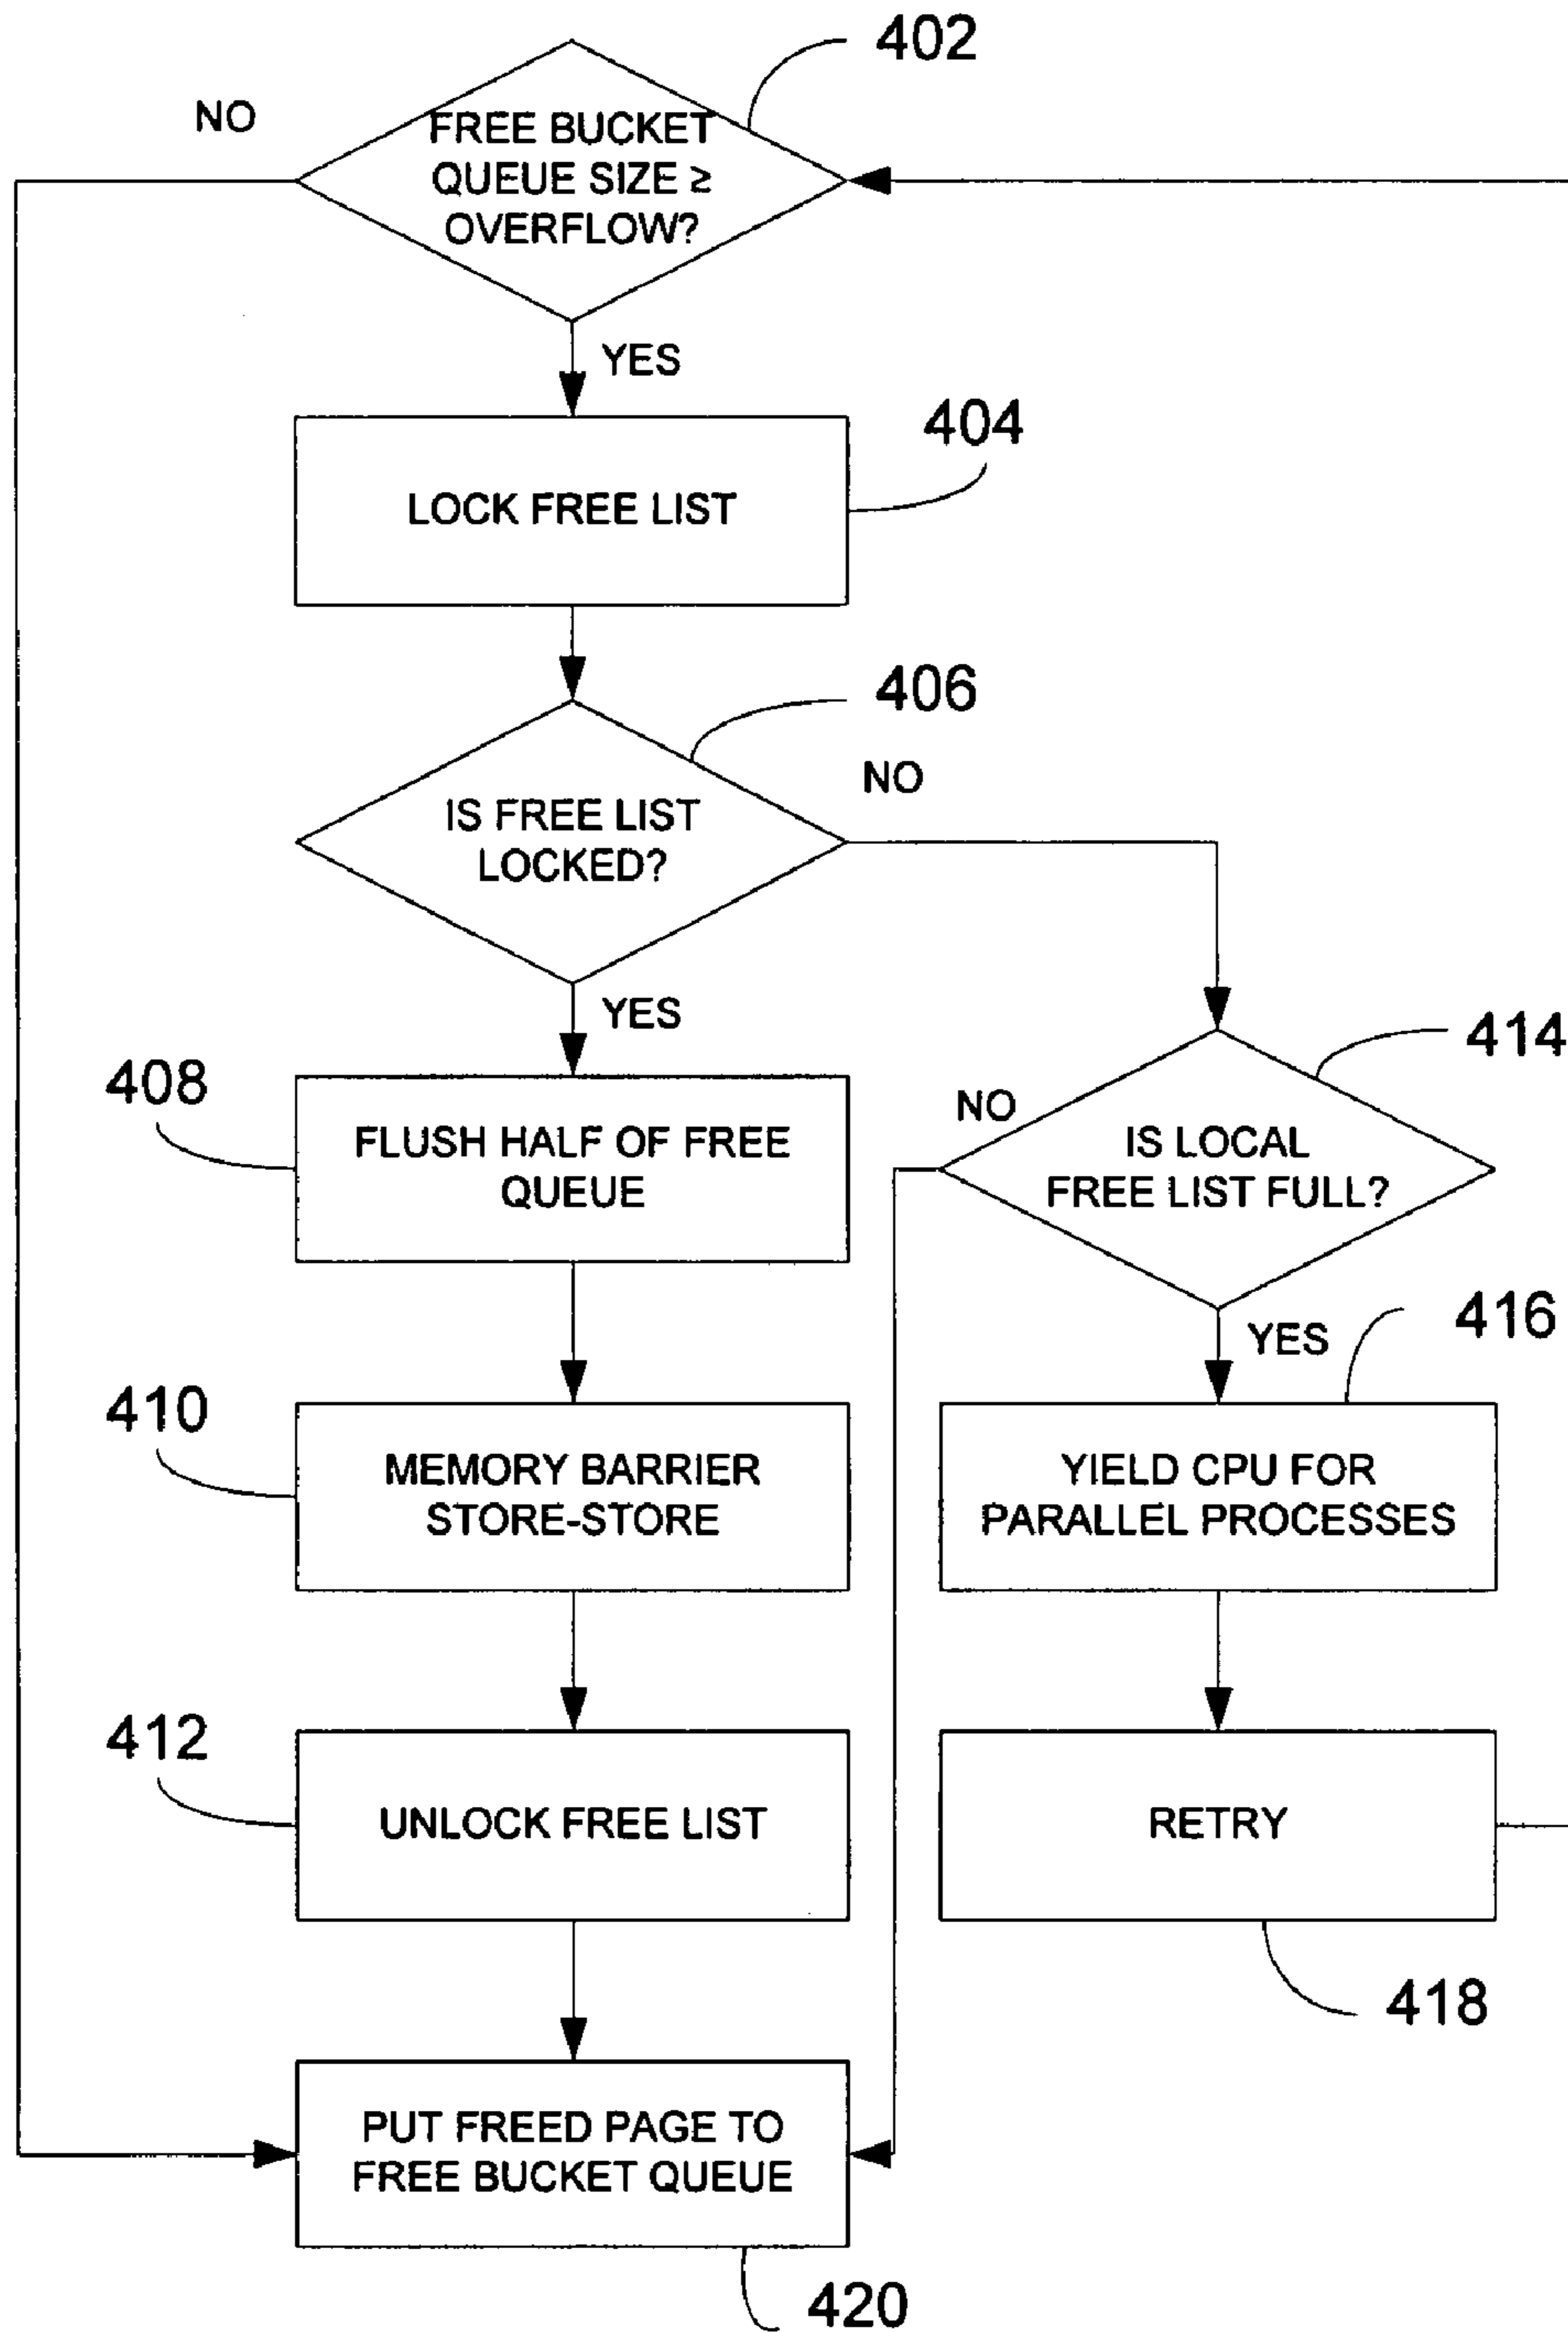 402
NO
FREE BUCKET
QUEUE SIZE ≥
OVERFLOW?
YES
404
LOCK FREE LIST
406
NO
IS FREE LIST
LOCKED?
YES
414
408
NO
FLUSH HALF OF FREE
QUEUE
IS LOCAL
FREE LIST FULL?
416
YES
410
MEMORY BARRIER
STORE-STORE
YIELD CPU FOR
PARALLEL PROCESSES
412
UNLOCK FREE LIST
RETRY
418
PUT FREED PAGE TO
FREE BUCKET QUEUE
420